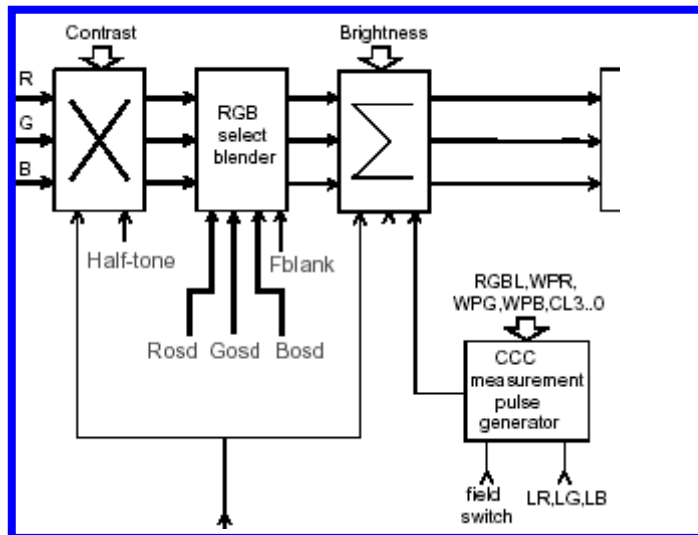 Contrast
Brightness
R
G
B
RGB
select
blender
Half-tone
Fblank
Rosd Gosd Bosd
RGBL,WPR,
WPG,WPB,CL3..0
CCC
measurement
pulse
generator
field
switch
LR,LG,LB